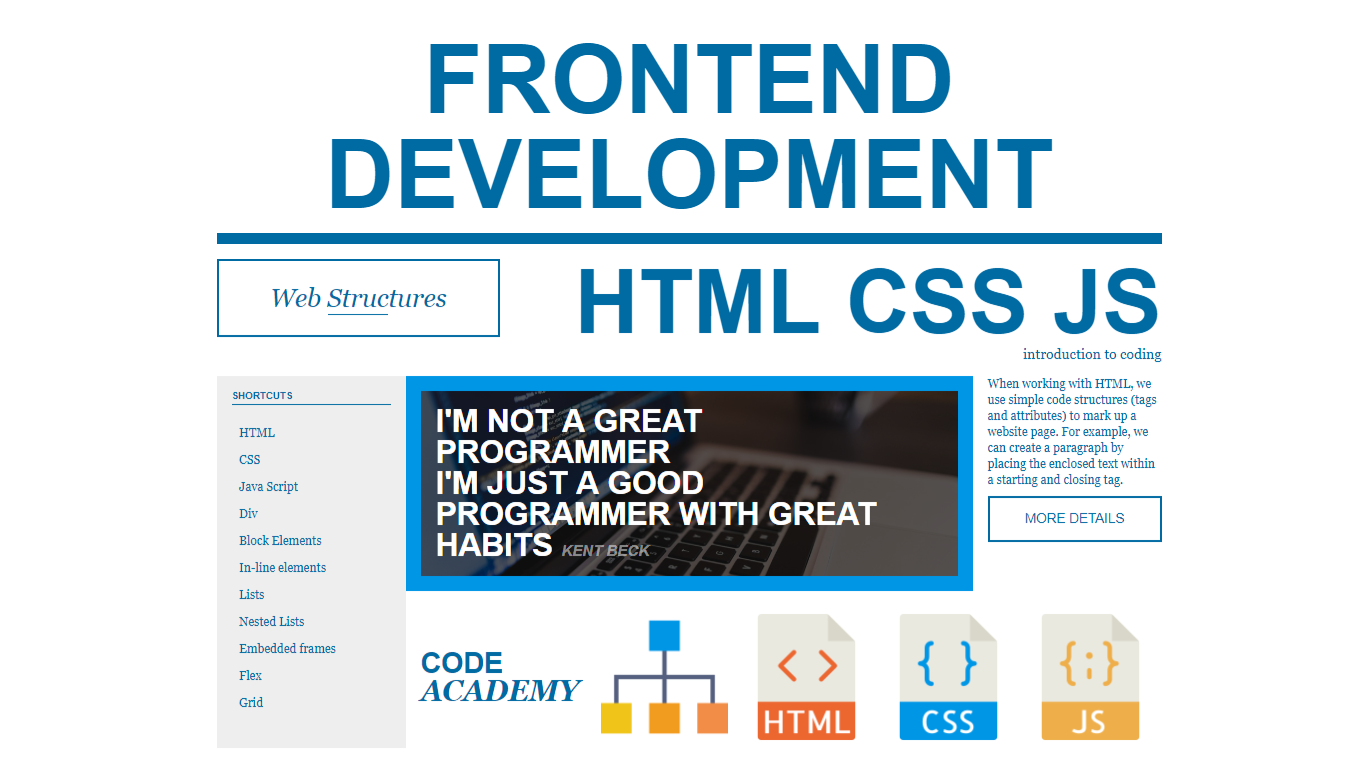 FRONTEND
DEVELOPMENT
Web Structures
HTML CSS JS
introduction to coding
SHORTCUTS
HTML
CSS
Java Script
Div
Block Elements
In-line elements
Lists
Nested Lists
Embedded frames
Flex
Grid
I'M NOT A GREAT
PROGRAMMER
I'M JUST A GOOD
PROGRAMMER WITH GREAT
HABITS KENT BECK
When working with HTML, we
use simple code structures (tags
and attributes) to mark up a
website page. For example, we
can create a paragraph by
placing the enclosed text within
a starting and closing tag.
MORE DETAILS
CODE
ACADEMY
< >
HTML
{ }
CSS
{:}
JS